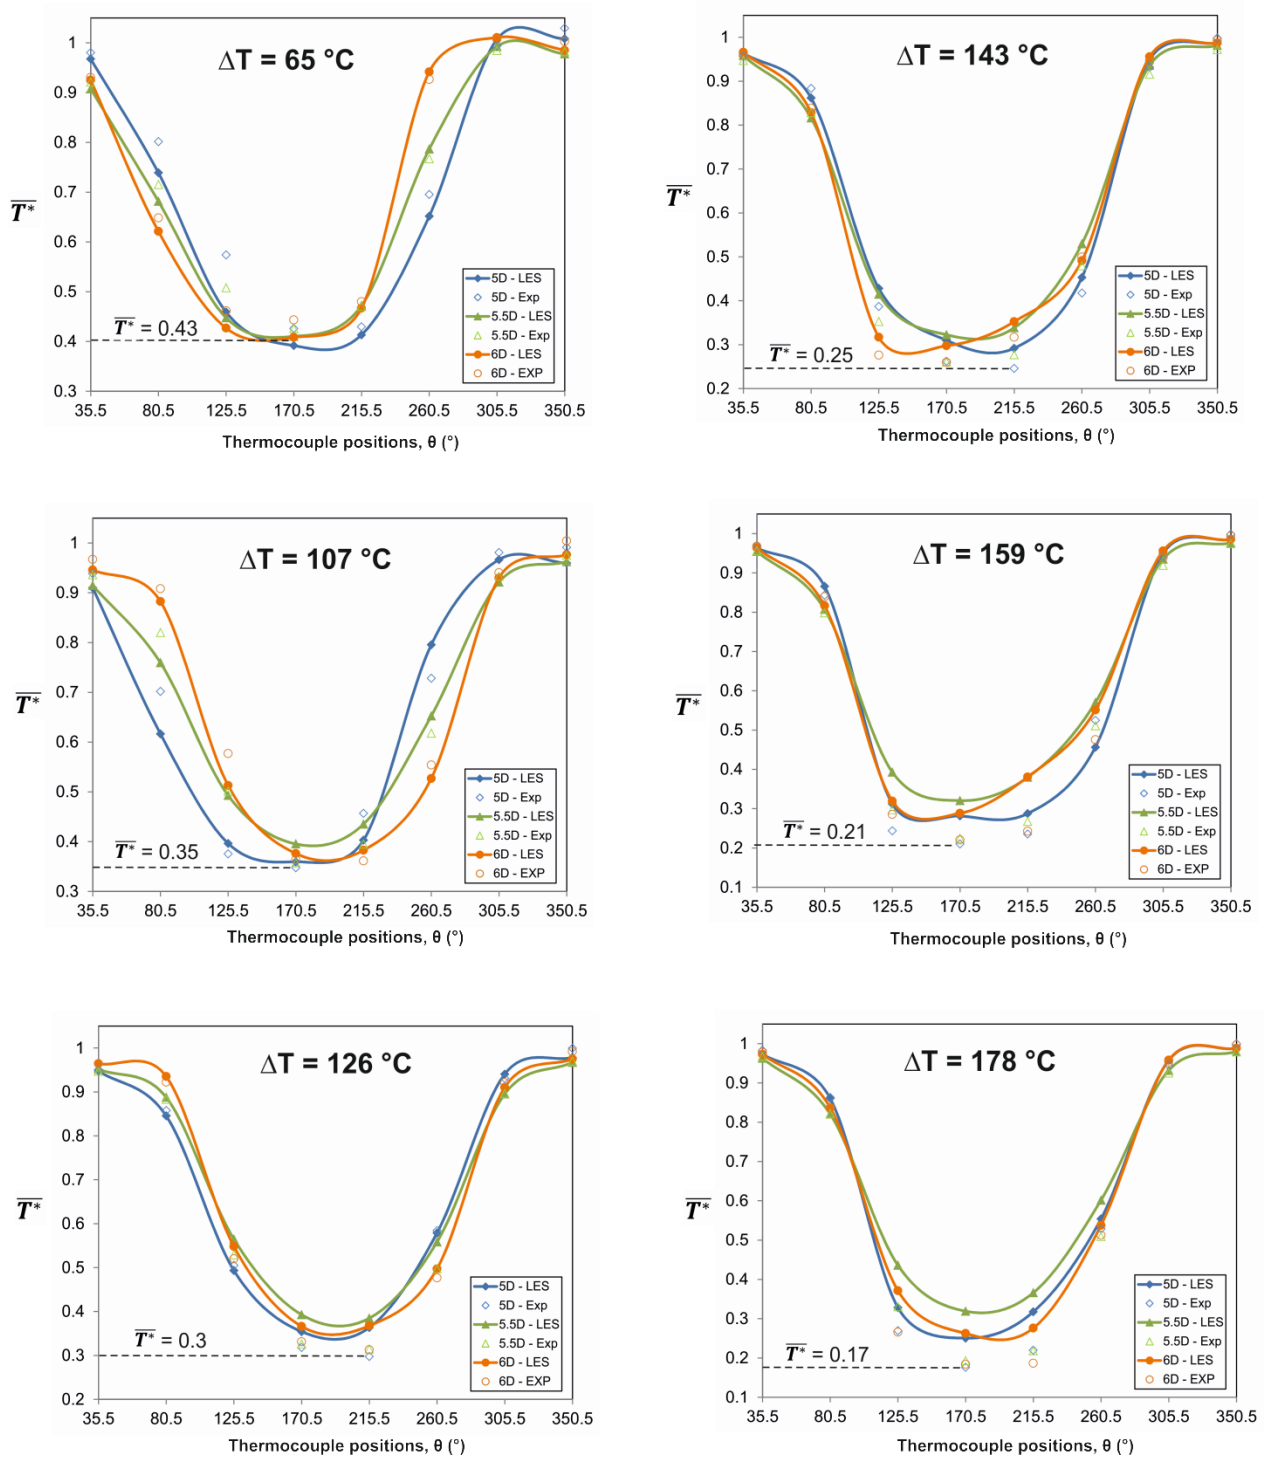 ΔT = 65 °C
1
0.9
0.8
0.7
0.6
0.5
0.4
0.3
T*
T* = 0.43
5D - LES
5D - Exp
5.5D - LES
5.5D - Exp
6D - LES
6D - EXP
35.5 80.5 125.5 170.5 215.5 260.5 305.5 350.5
Thermocouple positions, θ (°)
ΔT = 143 °C
1
0.9
0.8
0.7
0.6
0.5
0.4
0.3
0.2
T*
T* = 0.25
5D - LES
5D - Exp
5.5D - LES
5.5D - Exp
6D - LES
6D - EXP
35.5 80.5 125.5 170.5 215.5 260.5 305.5 350.5
Thermocouple positions, θ (°)
ΔT = 107 °C
1
0.9
0.8
0.7
0.6
0.5
0.4
0.3
T*
T* = 0.35
5D - LES
5D - Exp
5.5D - LES
5.5D - Exp
6D - LES
6D - EXP
35.5 80.5 125.5 170.5 215.5 260.5 305.5 350.5
Thermocouple positions, θ (°)
ΔT = 159 °C
1
0.9
0.8
0.7
0.6
0.5
0.4
0.3
0.2
0.1
T*
T* = 0.21
5D - LES
5D - Exp
5.5D - LES
5.5D - Exp
6D - LES
6D - EXP
35.5 80.5 125.5 170.5 215.5 260.5 305.5 350.5
Thermocouple positions, θ (°)
ΔT = 126 °C
1
0.9
0.8
0.7
0.6
0.5
0.4
0.3
0.2
T*
T* = 0.3
5D - LES
5D - Exp
5.5D - LES
5.5D - Exp
6D - LES
6D - EXP
35.5 80.5 125.5 170.5 215.5 260.5 305.5 350.5
Thermocouple positions, θ (°)
ΔT = 178 °C
1
0.9
0.8
0.7
0.6
0.5
0.4
0.3
0.2
0.1
T*
T* = 0.17
5D - LES
5D - Exp
5.5D - LES
5.5D - Exp
6D - LES
6D - EXP
35.5 80.5 125.5 170.5 215.5 260.5 305.5 350.5
Thermocouple positions, θ (°)